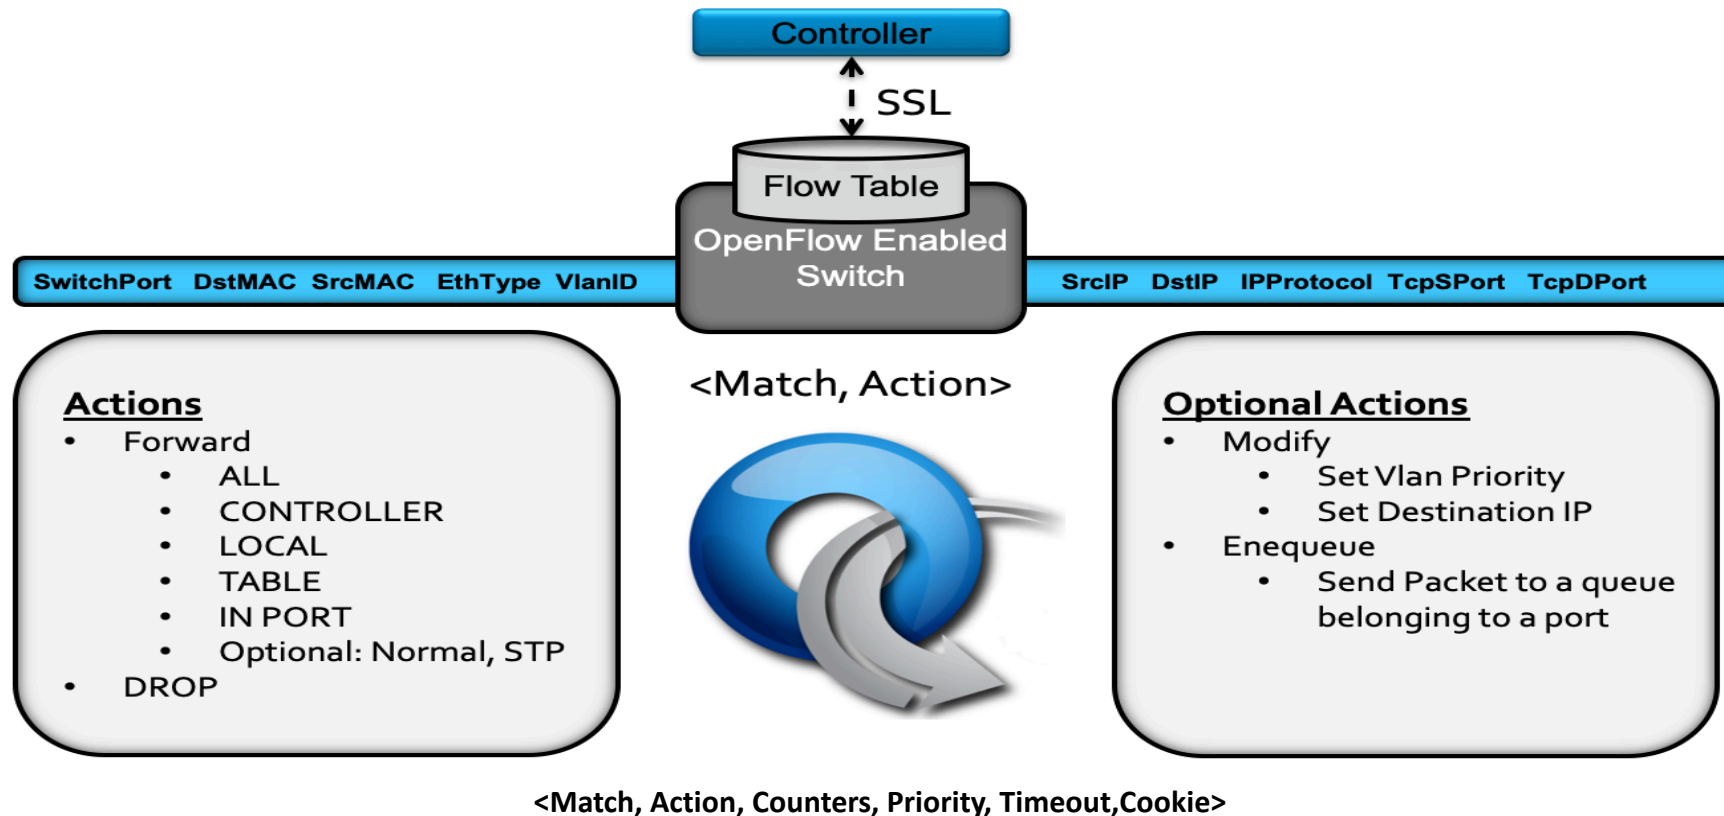 Controller
SSL
Flow Table
OpenFlow Enabled
Switch
SwitchPort DstMAC SrcMAC EthType VlanID
SrcIP DstIP IPProtocol TcpSPort TcpDPort
<Match, Action>
Actions
• Forward
• ALL
• CONTROLLER
• LOCAL
• TABLE
• IN PORT
• Optional: Normal, STP
• DROP
Optional Actions
• Modify
• Set Vlan Priority
• Set Destination IP
• Enequeue
• Send Packet to a queue
belonging to a port
<Match, Action, Counters, Priority, Timeout,Cookie>